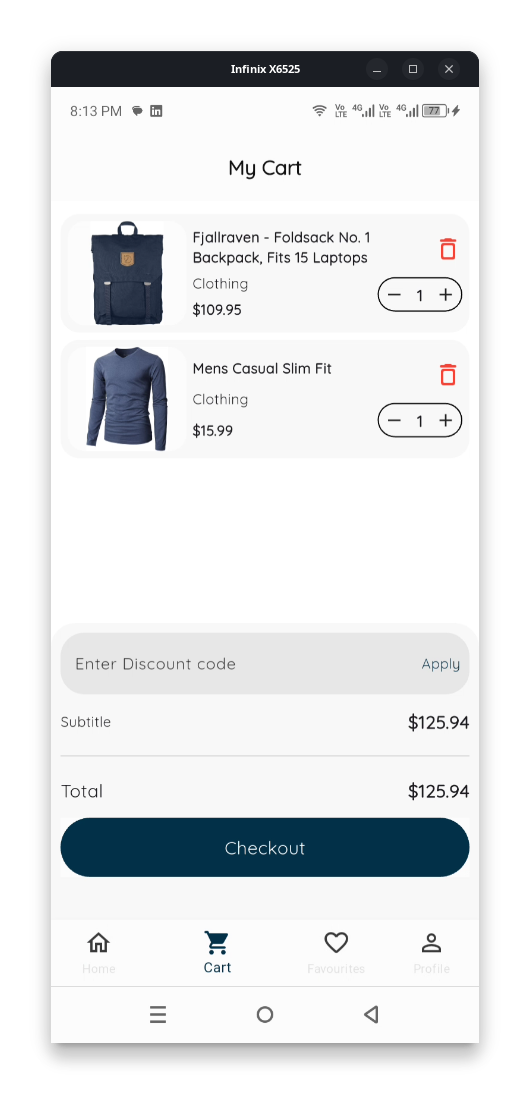 Infinix X6525
8:13 PM
Vo LTE 4G Vo LTE 4G 77
My Cart
Fjallraven - Foldsack No. 1
Backpack, Fits 15 Laptops
Clothing
$109.95
1
Mens Casual Slim Fit
Clothing
$15.99
1
Enter Discount code Apply
Subtitle $125.94
Total $125.94
Checkout
Home Cart Favourites Profile